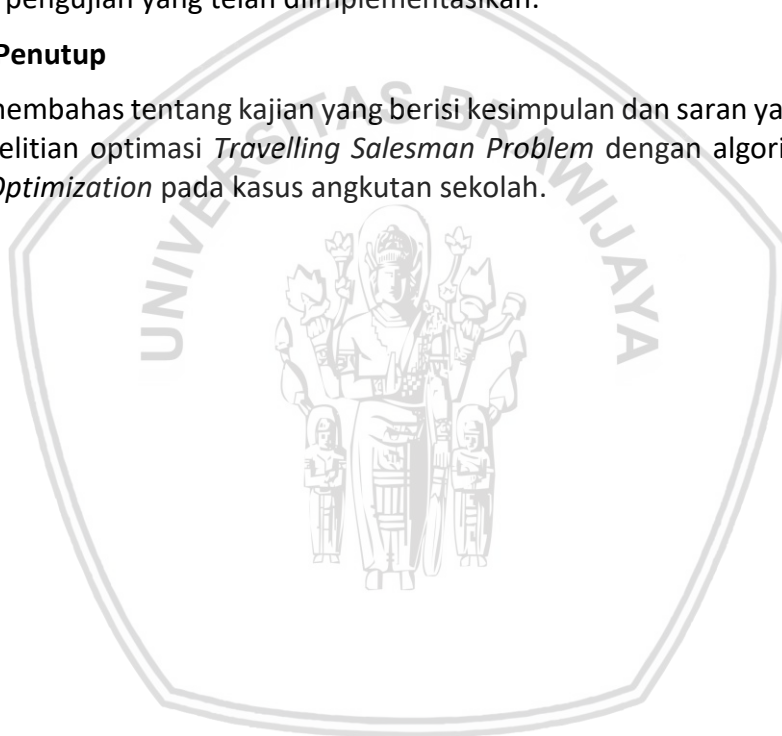 pengujian yang telah diimplementasikan.
Penutup
membahas tentang kajian yang berisi kesimpulan dan saran ya
elitian optimasi Travelling Salesman Problem dengan algori
Optimization pada kasus angkutan sekolah.
UNIVERSITAS BRAWIJAYA